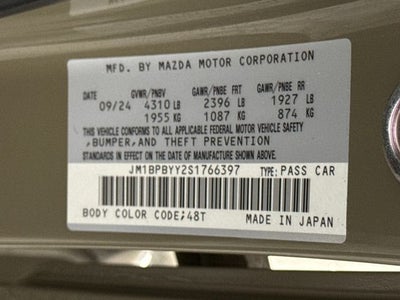 MFD. BY MAZDA MOTOR CORPORATION
GVWR/PNBV GAWR/PNBE FRT GAWR/PNBE RR
09/24 4310 LB 2396 LB 1927 LB
1955 KG 1087 KG 874 KG
THIS VEHICLE CONFORMS TO ALL APPLICABLE FEDERAL MOTOR VEHICLE SAFETY
,BUMPER,AND THEFT PREVENTION
STANDARDS IN EFFECT ON THE DATE OF MANUFACTURE SHOWN ABOVE.
JM1BPBYY2S1766397 TYPE: PASS CAR
BODY COLOR CODE;48T MADE IN JAPAN